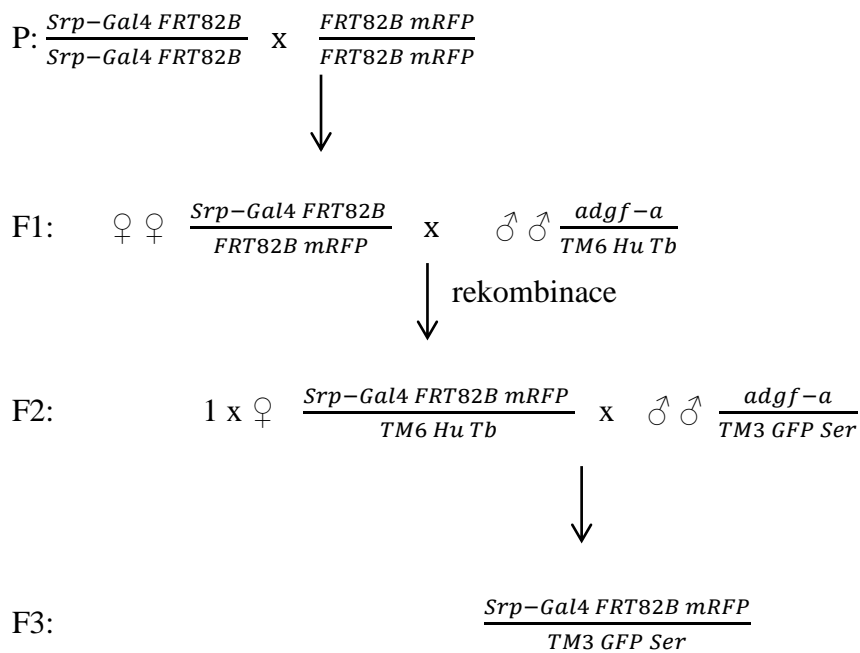 P: Srp−Gal4 FRT82B / Srp−Gal4 FRT82B x FRT82B mRFP / FRT82B mRFP
F1: ♀♀ Srp−Gal4 FRT82B / FRT82B mRFP x ♂♂ adgf−a / TM6 Hu Tb
rekombinace
F2: 1 x ♀ Srp−Gal4 FRT82B mRFP / TM6 Hu Tb x ♂♂ adgf−a / TM3 GFP Ser
F3: Srp−Gal4 FRT82B mRFP / TM3 GFP Ser